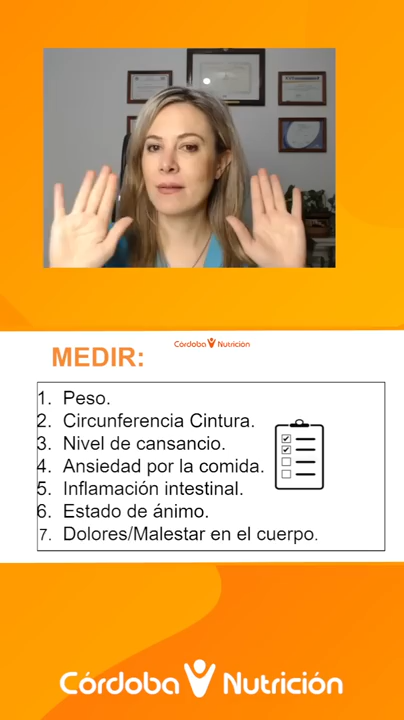 Córdoba Nutrición
MEDIR:
1. Peso.
2. Circunferencia Cintura.
3. Nivel de cansancio.
4. Ansiedad por la comida.
5. Inflamación intestinal.
6. Estado de ánimo.
7. Dolores/Malestar en el cuerpo.
Córdoba Nutrición